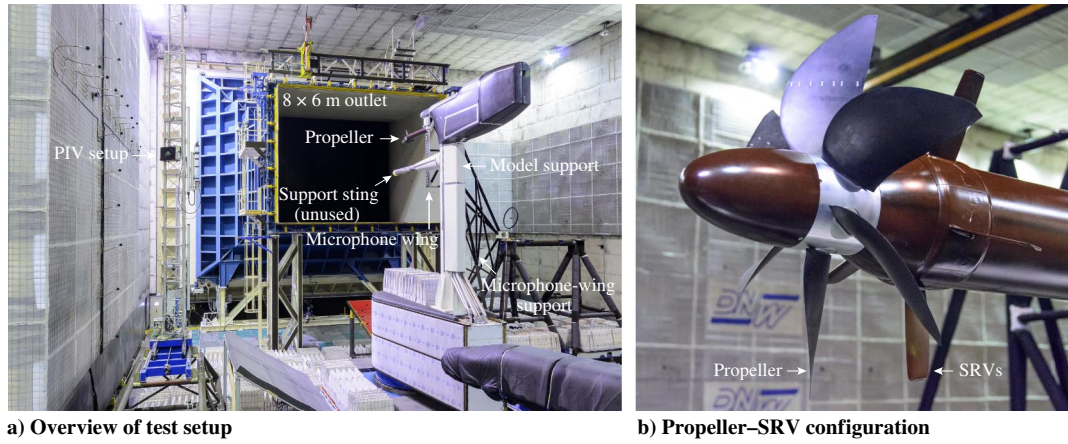 8 × 6 m outlet
Propeller
PIV setup
Model support
Support sting
(unused)
Microphone wing
Microphone-wing
support
a) Overview of test setup
DNW
Propeller
SRVs
DNW
b) Propeller–SRV configuration